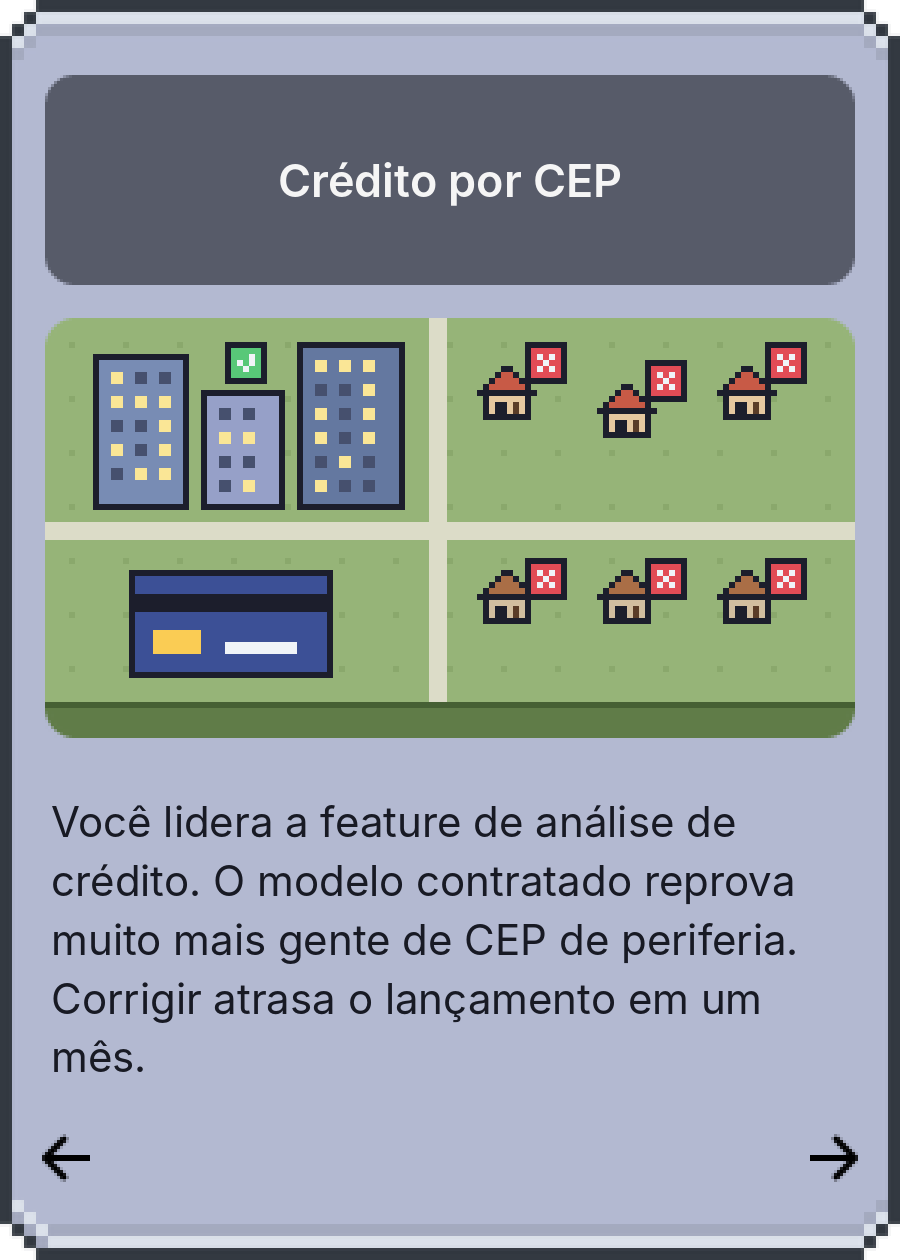 Crédito por CEP
Você lidera a feature de análise de
crédito. O modelo contratado reprova
muito mais gente de CEP de periferia.
Corrigir atrasa o lançamento em um
mês.